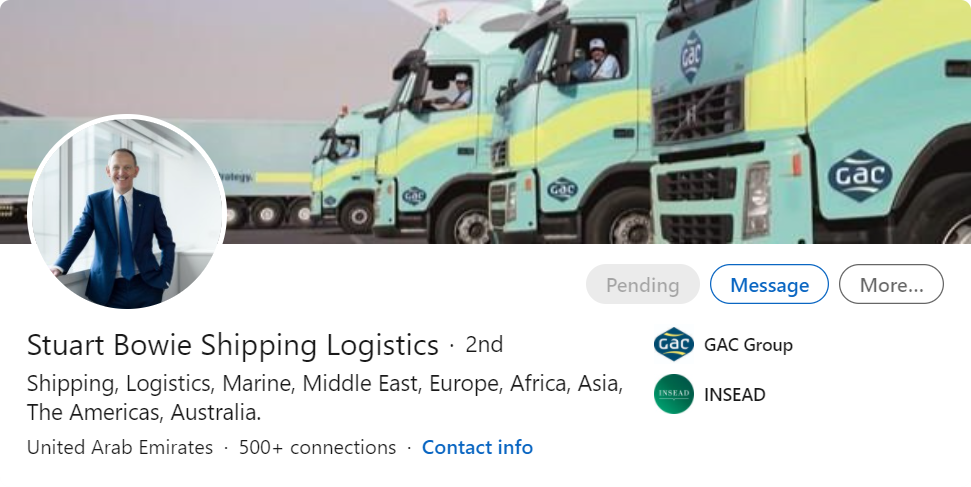 GAC
GAC
GAC
GAC
GAC
rategy.
Pending
Message
More...
Stuart Bowie Shipping Logistics · 2nd
GAC
GAC Group
Shipping, Logistics, Marine, Middle East, Europe, Africa, Asia,
The Americas, Australia.
INSEAD
INSEAD
United Arab Emirates · 500+ connections · Contact info